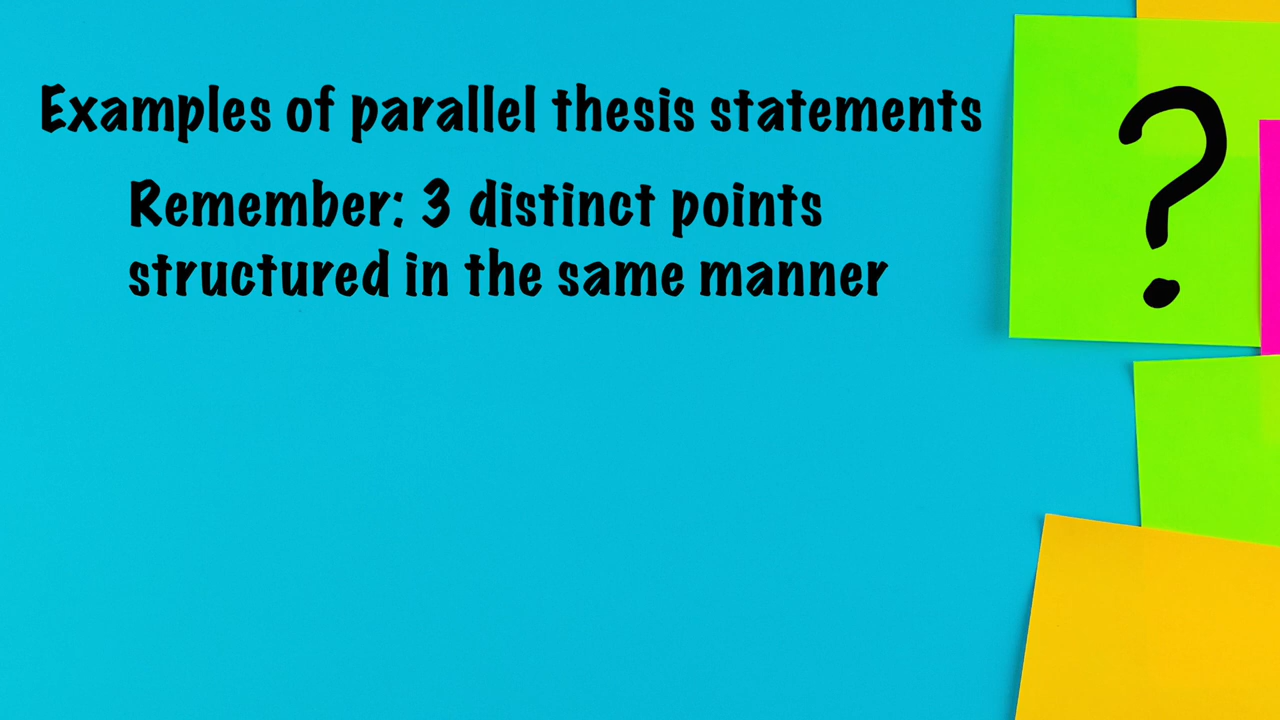 Examples of parallel thesis statements
Remember: 3 distinct points
structured in the same manner
?